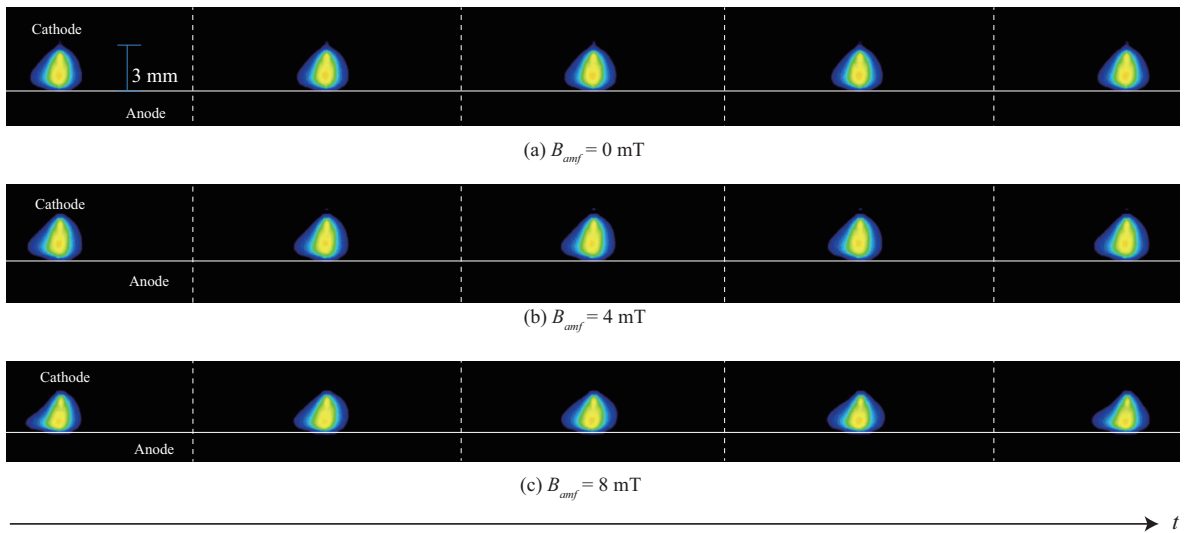 Cathode
3 mm
Anode
(a) B_amf = 0 mT
Cathode
Anode
(b) B_amf = 4 mT
Cathode
Anode
(c) B_amf = 8 mT
t